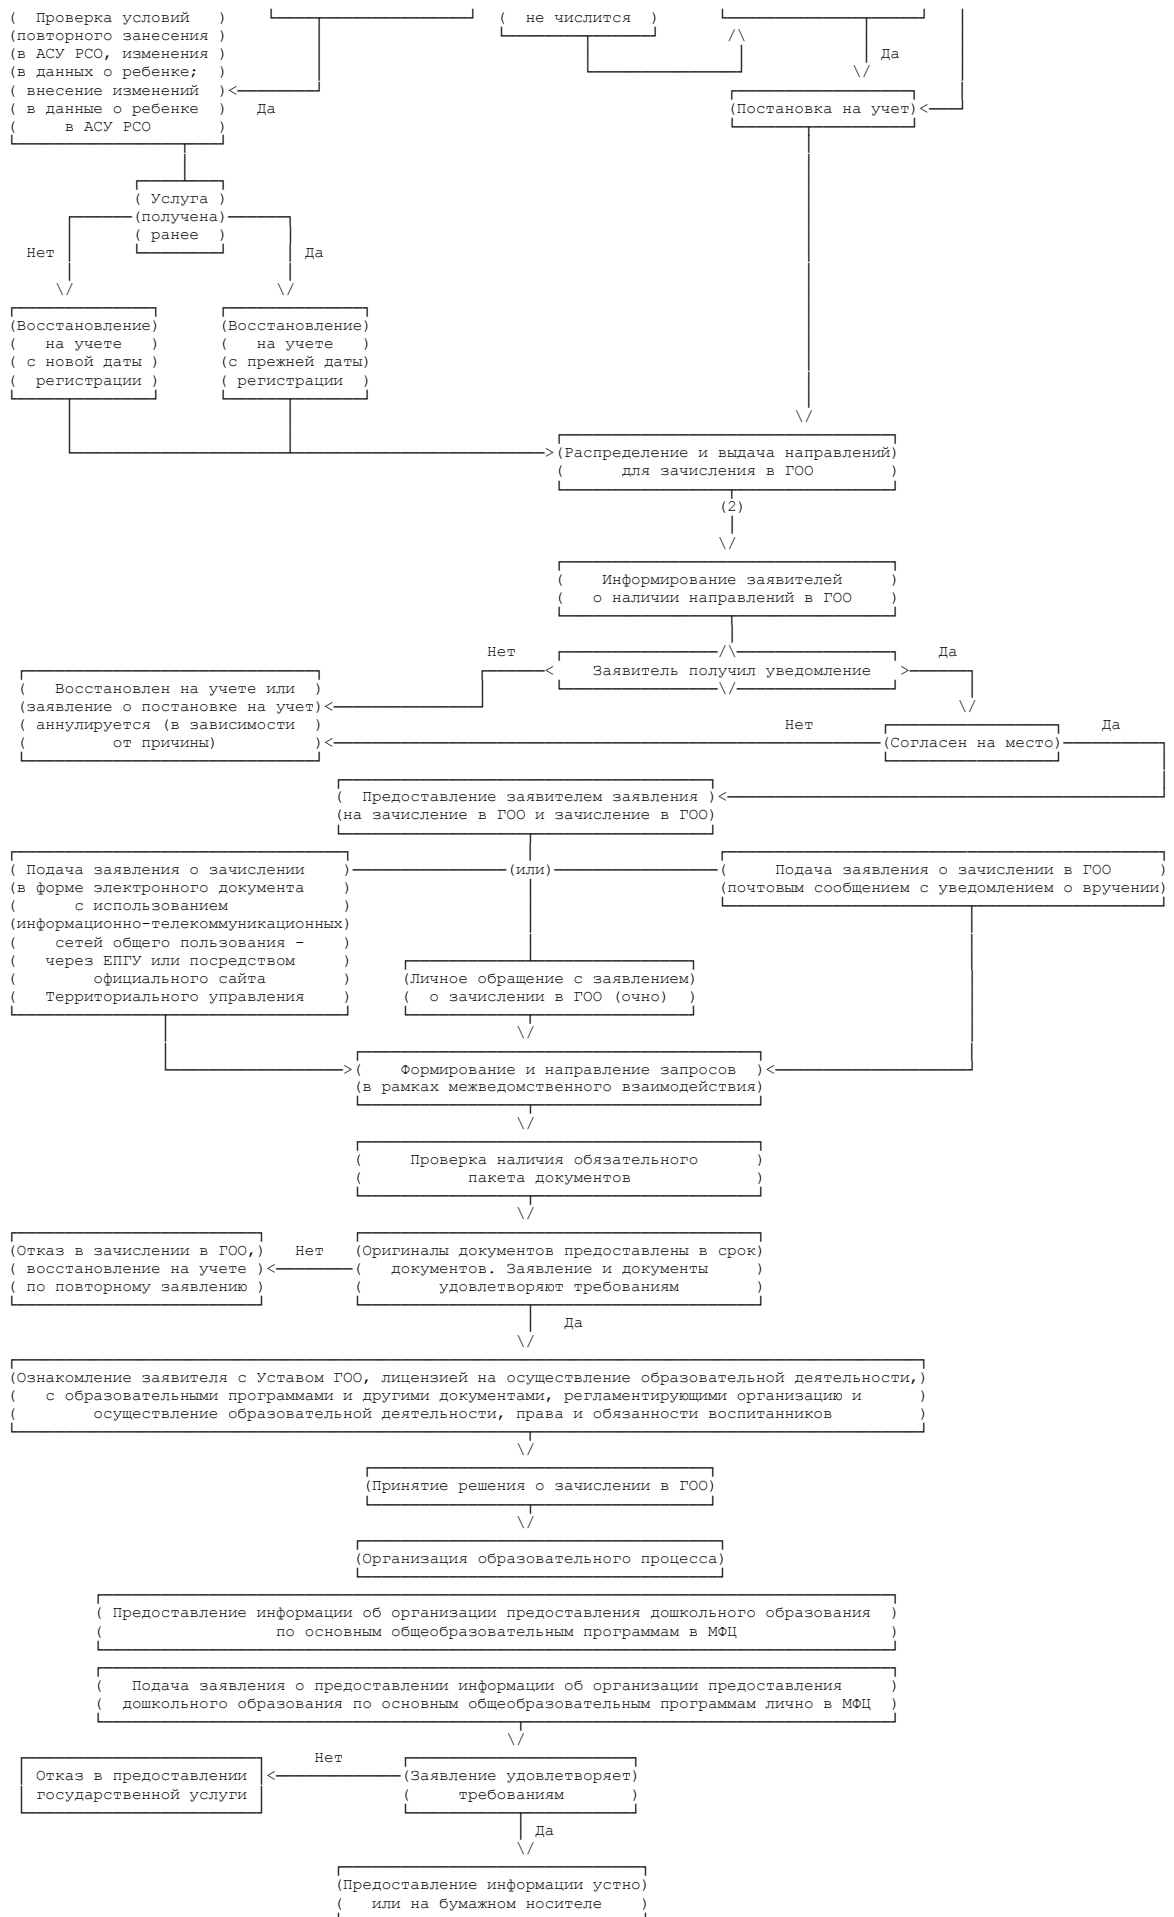 Проверка условий
повторного занесения
в АСУ РСО, изменения
в данных о ребенке;
внесение изменений
в данные о ребенке
в АСУ РСО
Да
не числится
Да
(Постановка на учет)
( Услуга )
(получена)
( ранее )
Нет
Да
(Восстановление)
( на учете )
( с новой даты )
( регистрации )
(Восстановление)
( на учете )
(с прежней даты)
( регистрации )
(Распределение и выдача направлений)
( для зачисления в ГОО )
(2)
( Информирование заявителей )
( о наличии направлений в ГОО )
Нет
Заявитель получил уведомление
Да
( Восстановлен на учете или )
(заявление о постановке на учет)
( аннулируется (в зависимости )
( от причины) )
Нет
(Согласен на место)
Да
( Предоставление заявителем заявления )
(на зачисление в ГОО и зачисление в ГОО)
( Подача заявления о зачислении )
(в форме электронного документа )
( с использованием )
(информационно-телекоммуникационных)
( сетей общего пользования - )
( через ЕПГУ или посредством )
( официального сайта )
( Территориального управления )
(или)
( Подача заявления о зачислении в ГОО )
(почтовым сообщением с уведомлением о вручении)
(Личное обращение с заявлением)
( о зачислении в ГОО (очно) )
( Формирование и направление запросов )
(в рамках межведомственного взаимодействия)
( Проверка наличия обязательного )
( пакета документов )
(Отказ в зачислении в ГОО,)
( восстановление на учете )
( по повторному заявлению )
Нет
(Оригиналы документов предоставлены в срок)
( документов. Заявление и документы )
( удовлетворяют требованиям )
Да
(Ознакомление заявителя с Уставом ГОО, лицензией на осуществление образовательной деятельности,)
( с образовательными программами и другими документами, регламентирующими организацию и )
( осуществление образовательной деятельности, права и обязанности воспитанников )
(Принятие решения о зачислении в ГОО)
(Организация образовательного процесса)
( Предоставление информации об организации предоставления дошкольного образования )
( по основным общеобразовательным программам в МФЦ )
( Подача заявления о предоставлении информации об организации предоставления )
( дошкольного образования по основным общеобразовательным программам лично в МФЦ )
Отказ в предоставлении
государственной услуги
Нет
(Заявление удовлетворяет)
( требованиям )
Да
(Предоставление информации устно)
( или на бумажном носителе )